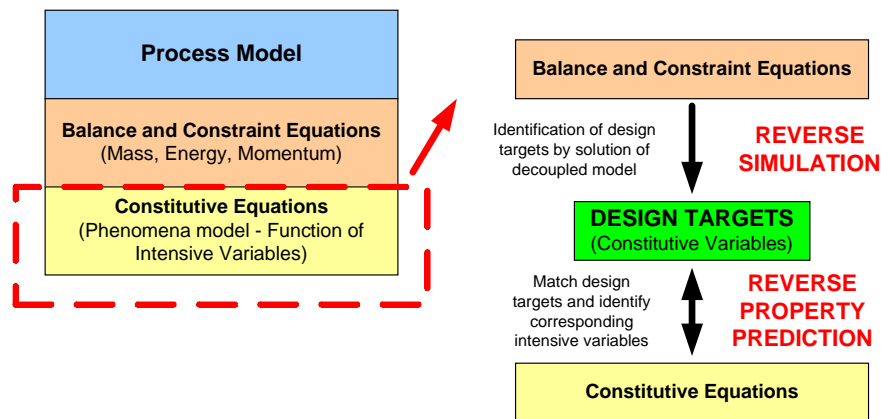 Process Model
Balance and Constraint Equations
(Mass, Energy, Momentum)
Constitutive Equations
(Phenomena model - Function of
Intensive Variables)
Balance and Constraint Equations
Identification of design
targets by solution of
decoupled model
REVERSE
SIMULATION
DESIGN TARGETS
(Constitutive Variables)
Match design
targets and identify
corresponding
intensive variables
REVERSE
PROPERTY
PREDICTION
Constitutive Equations